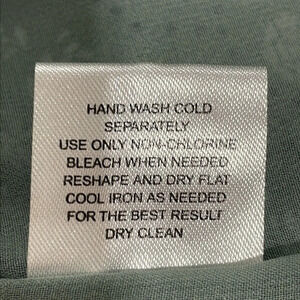 HAND WASH COLD
SEPARATELY
USE ONLY NON-CHLORINE
BLEACH WHEN NEEDED
RESHAPE AND DRY FLAT
COOL IRON AS NEEDED
FOR THE BEST RESULT
DRY CLEAN